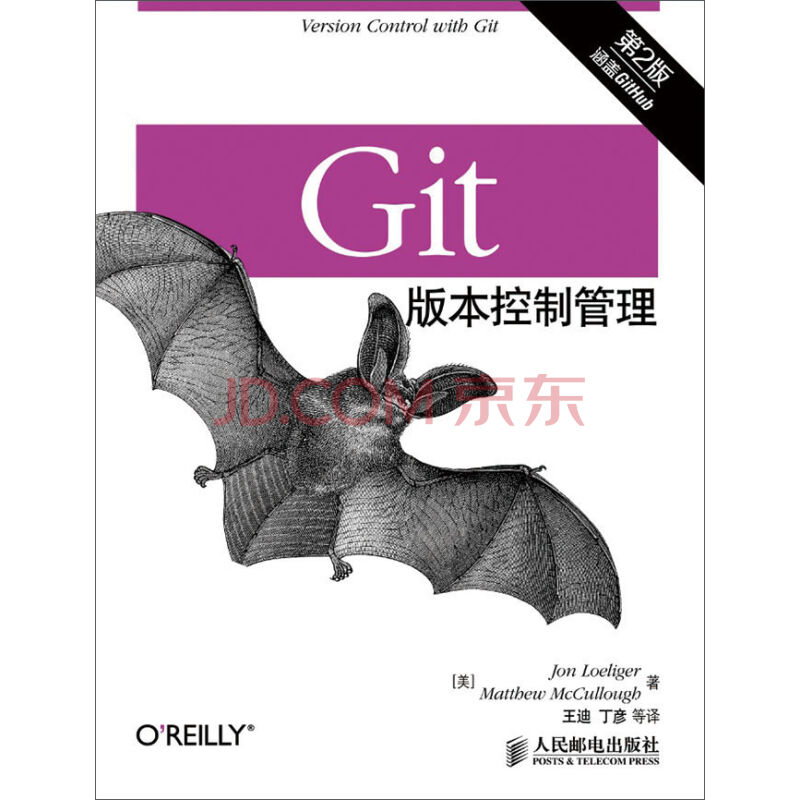 Version Control with Git
第2版
涵盖GitHub
Git
版本控制管理
JD.COM 京东
[美] Jon Loeliger
Matthew McCullough 著
王迪 丁彦 等译
O'REILLY®
人民邮电出版社
POSTS & TELECOM PRESS